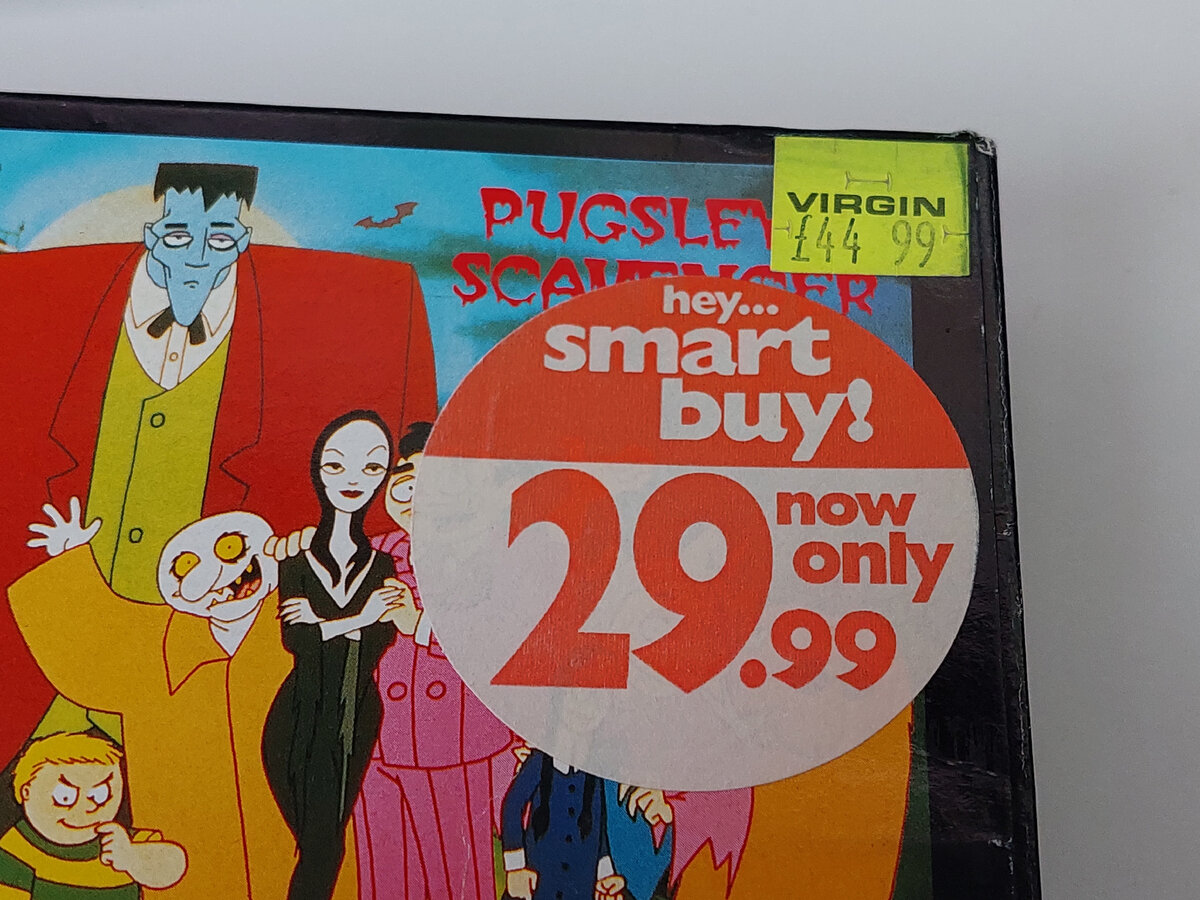 PUGSLEY
SCAVENGER
VIRGIN
£44 99
hey...
smart
buy!
29.99
now
only